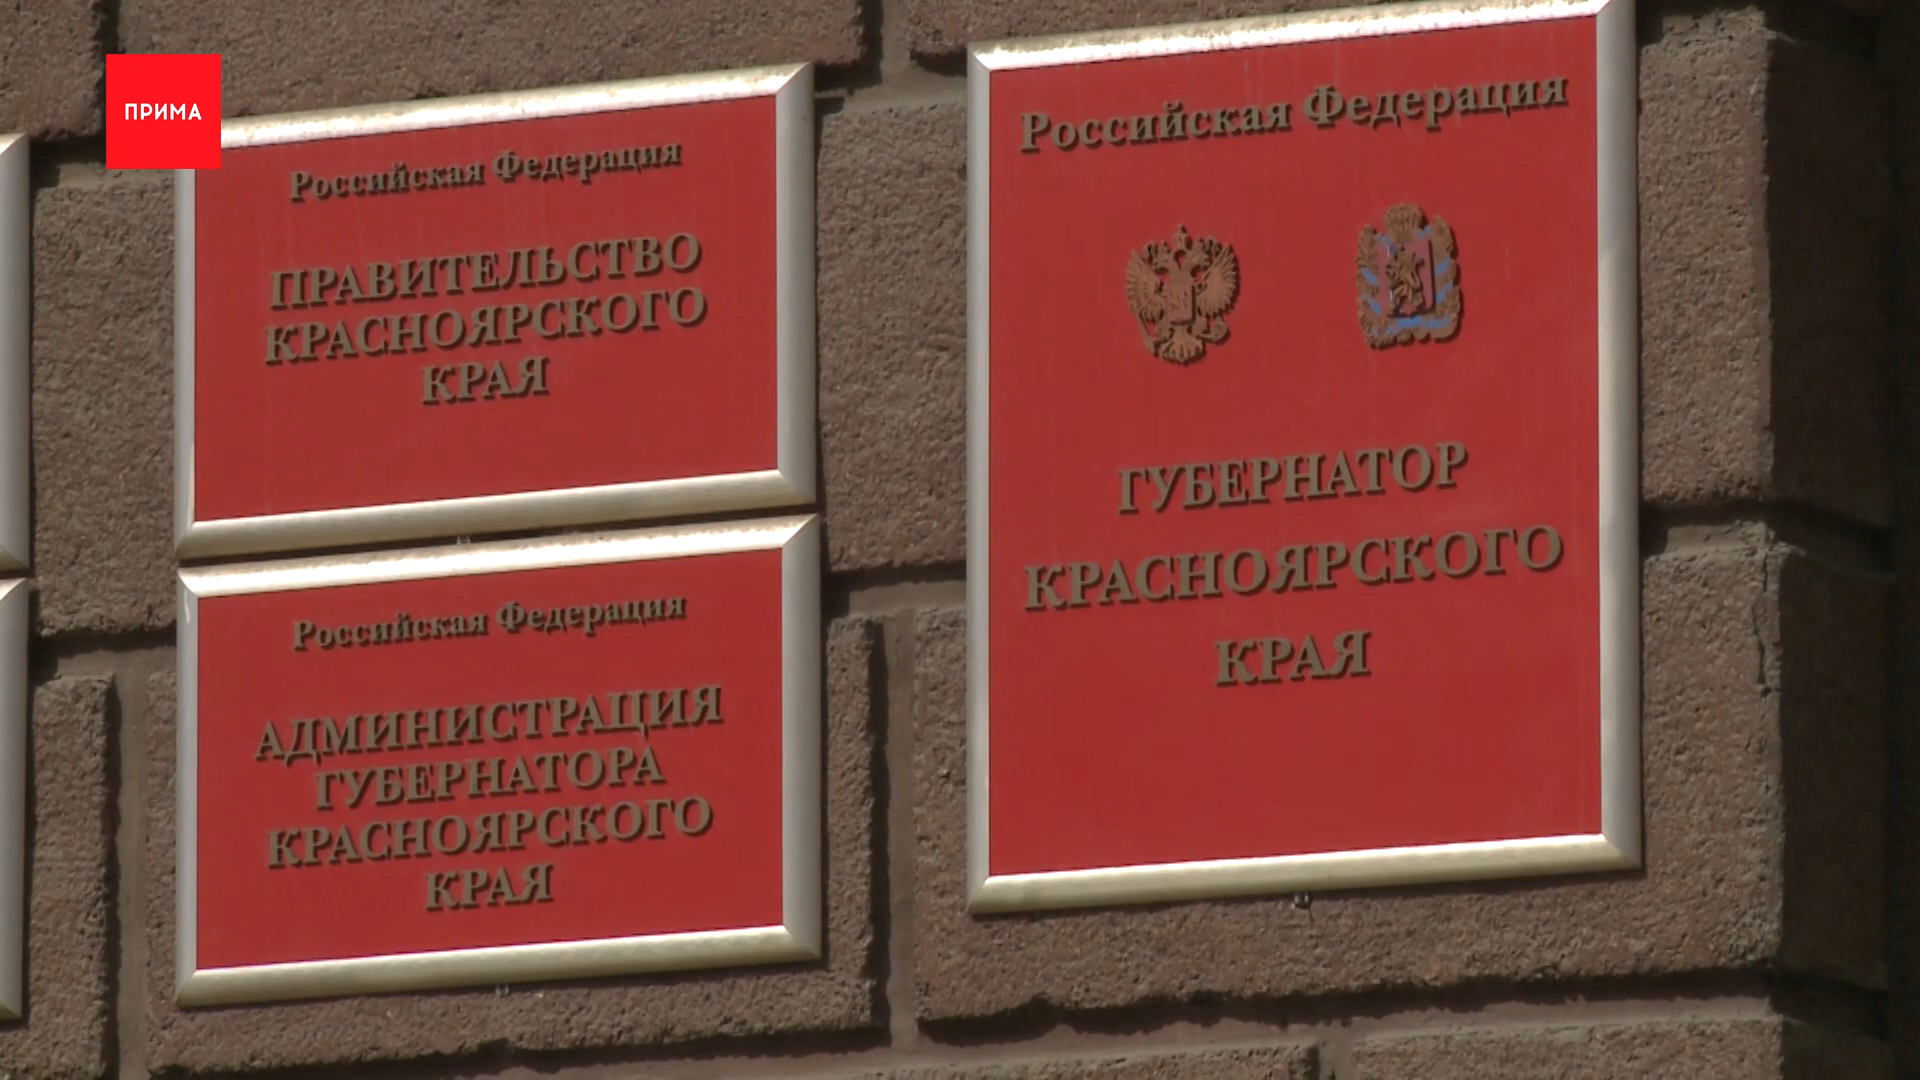 ПРИМА
Российская Федерация
ПРАВИТЕЛЬСТВО
КРАСНОЯРСКОГО
КРАЯ
Российская Федерация
АДМИНИСТРАЦИЯ
ГУБЕРНАТОРА
КРАСНОЯРСКОГО
КРАЯ
Российская Федерация
ГУБЕРНАТОР
КРАСНОЯРСКОГО
КРАЯ